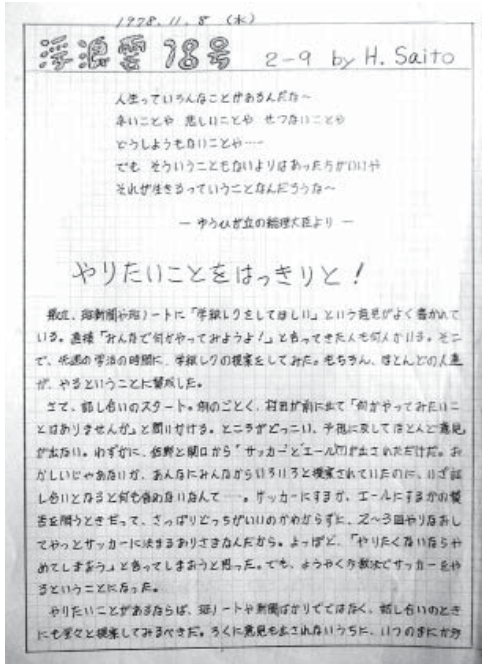 1978.11.8 (水)
浮浪雲 18号 2-9 by H. Saito
人生っていろんなことがあるんだな〜
辛いことや 悲しいことや せつないことや
どうしようもないことや……
でも そういうこともないよりはあったろうがいけや
それが生きるっていうことなんだろうな〜
― ゆうひが立の総理大臣より ―
やりたいことをはっきりと!
最近、班新聞や班ノートに「学級レクをしてほしい」という意見がよく書かれて
いる。直接「みんなで何かやってみようよ!」と言ってきた人も何人かいる。そこ
で、先週の学活の時間に、学級レクの提案をしてみた。もちろん、ほとんどの人達
が、やるということに賛成した。
さて、話し合いのスタート。例のごとく、村田が前に出て「何かやってみたいこ
とはありませんか」と問いかける。ところがどっこい、予想に反してほとんど意見
が出ない。わずかに、佐野と関口から「サッカー」と「エール」が出されただけだ。お
かしいじゃあないか、あんなにみんなからいろいろと提案されていたのに、いざ話
し合いとなると何も言わないなんて……。サッカーにするか、エールにするかの賛
否を問うときだって、さっぱりどっちがいいのかわからずに、2〜3回やりなおし
てやっとサッカーに決まるありさまなんだから。よっぽど、「やりたくないならや
めてしまおう」と言ってしまおうと思った。でも、ようやく多数決でサッカーをや
るということになった。
やりたいことがあるならば、班ノートや新聞ばかりでではなく、話し合いのとき
にも堂々と提案してみるべきだ。ろくに意見も出されないうちに、いつのまにか多